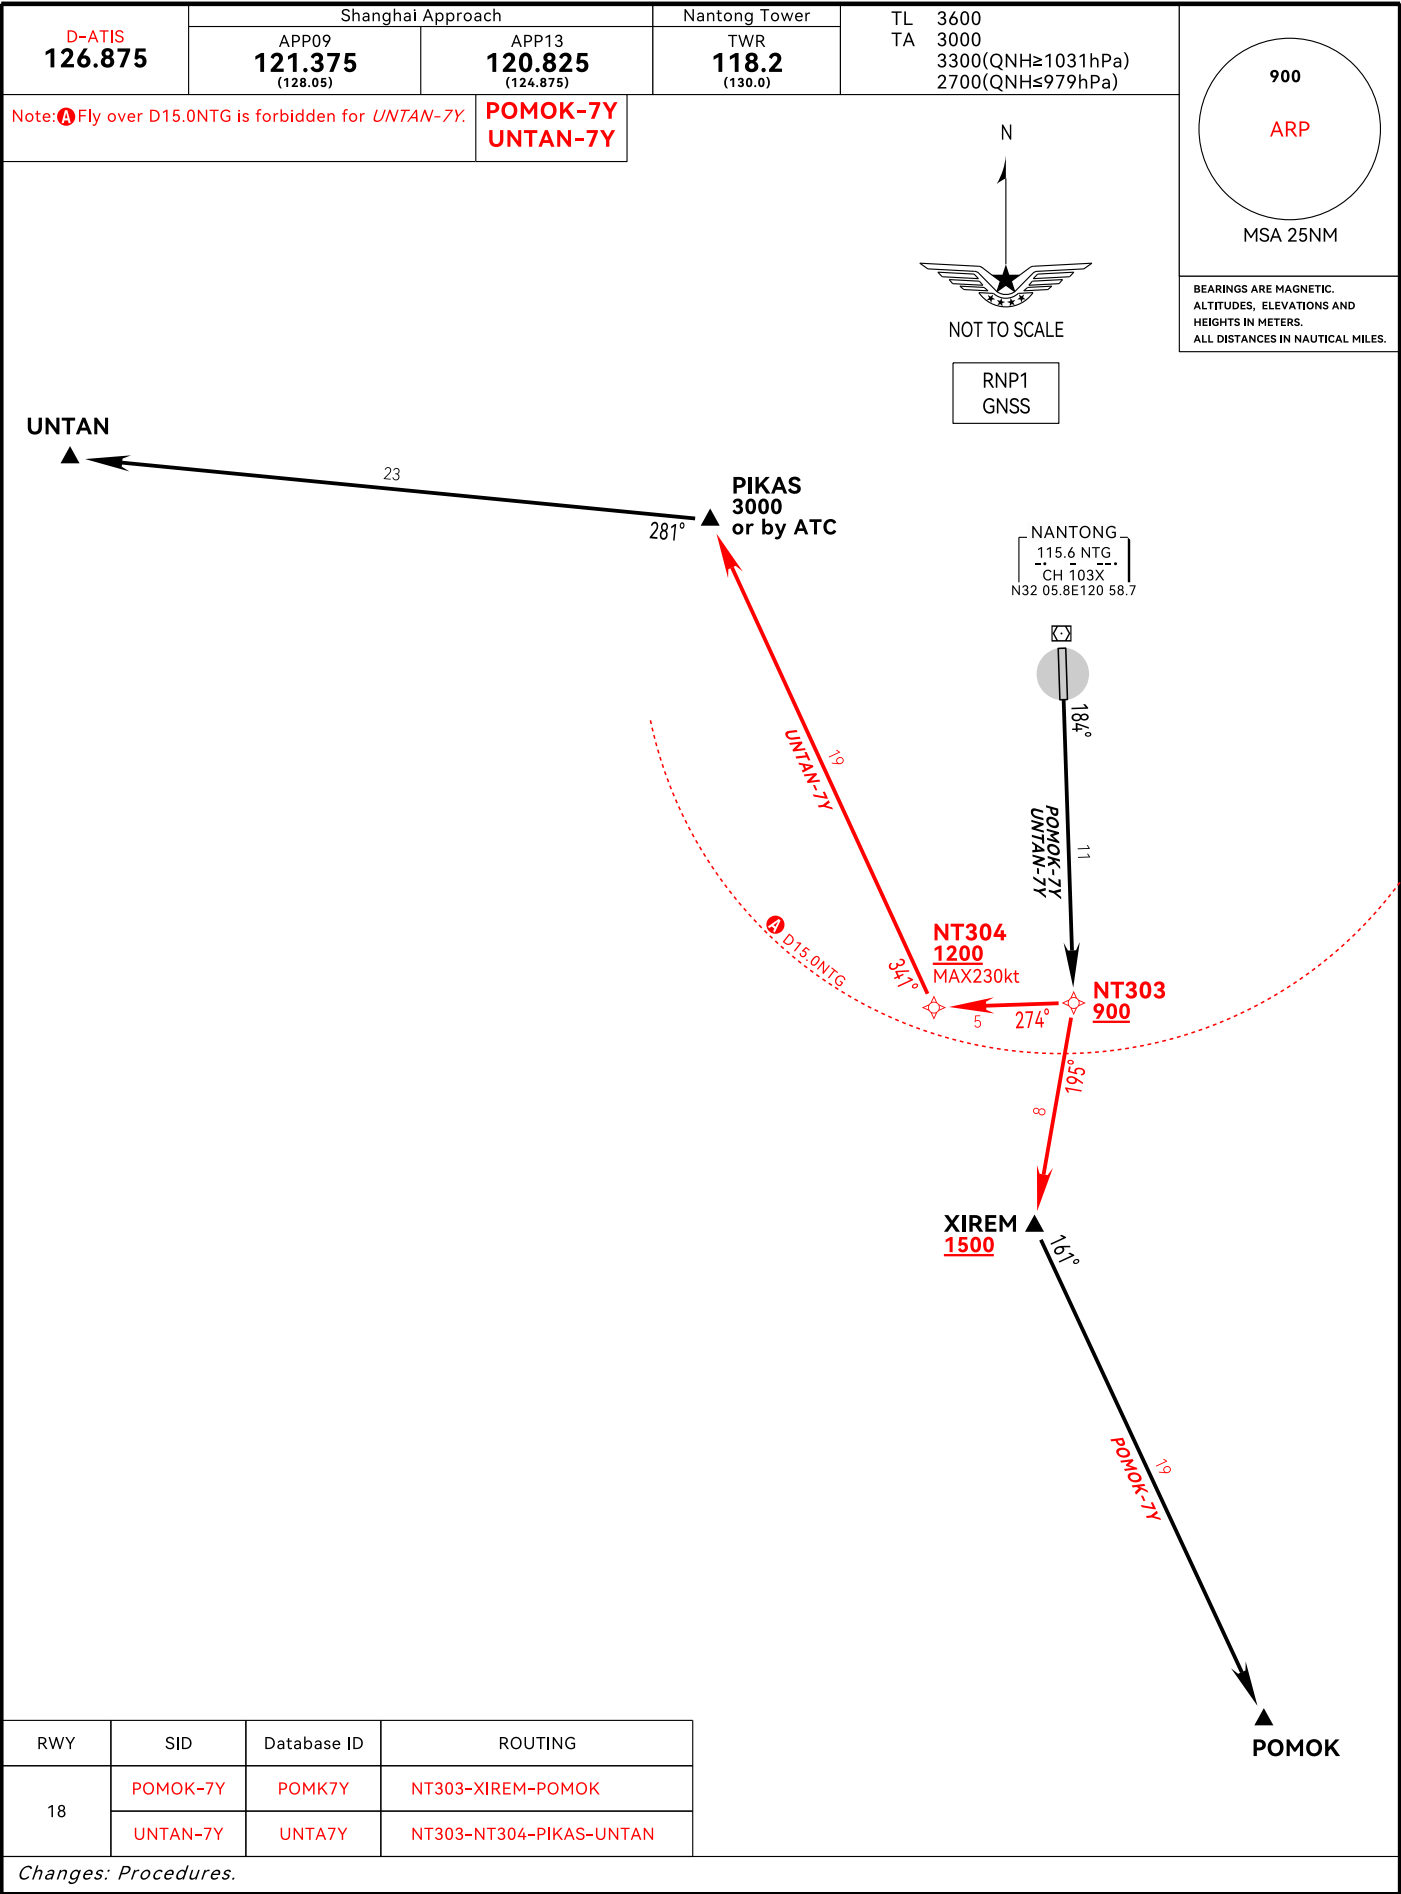 D-ATIS
126.875
Shanghai Approach
APP09
121.375
(128.05)
APP13
120.825
(124.875)
Nantong Tower
TWR
118.2
(130.0)
TL 3600
TA 3000
3300(QNH≥1031hPa)
2700(QNH≤979hPa)
900
ARP
MSA 25NM
BEARINGS ARE MAGNETIC.
ALTITUDES, ELEVATIONS AND
HEIGHTS IN METERS.
ALL DISTANCES IN NAUTICAL MILES.
Note: A Fly over D15.0NTG is forbidden for UNTAN-7Y.
POMOK-7Y
UNTAN-7Y
N
NOT TO SCALE
RNP1
GNSS
UNTAN
23
281°
PIKAS
3000
or by ATC
NANTONG
115.6 NTG
CH 103X
N32 05.8E120 58.7
184°
POMOK-7Y
UNTAN-7Y
11
UNTAN-7Y
19
A D15.0NTG
341°
NT304
1200
MAX230kt
5
274°
NT303
900
195°
8
XIREM
1500
161°
POMOK-7Y
19
POMOK
RWY SID Database ID ROUTING
18
POMOK-7Y POMK7Y NT303-XIREM-POMOK
UNTAN-7Y UNTA7Y NT303-NT304-PIKAS-UNTAN
Changes: Procedures.